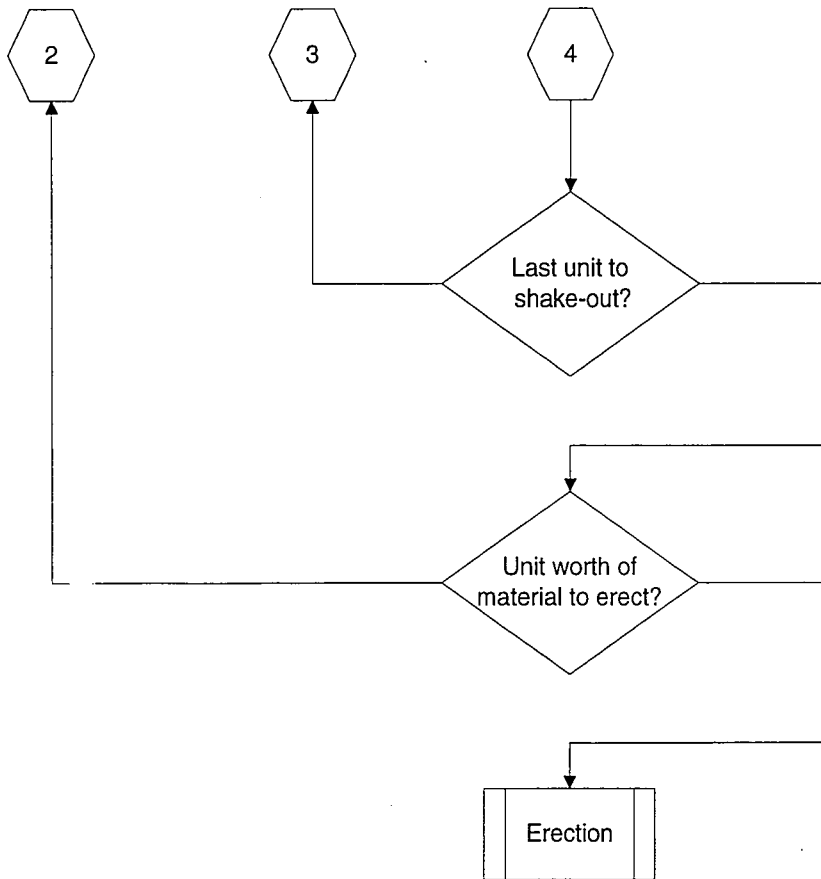 2
3
4
Last unit to
shake-out?
Unit worth of
material to erect?
Erection